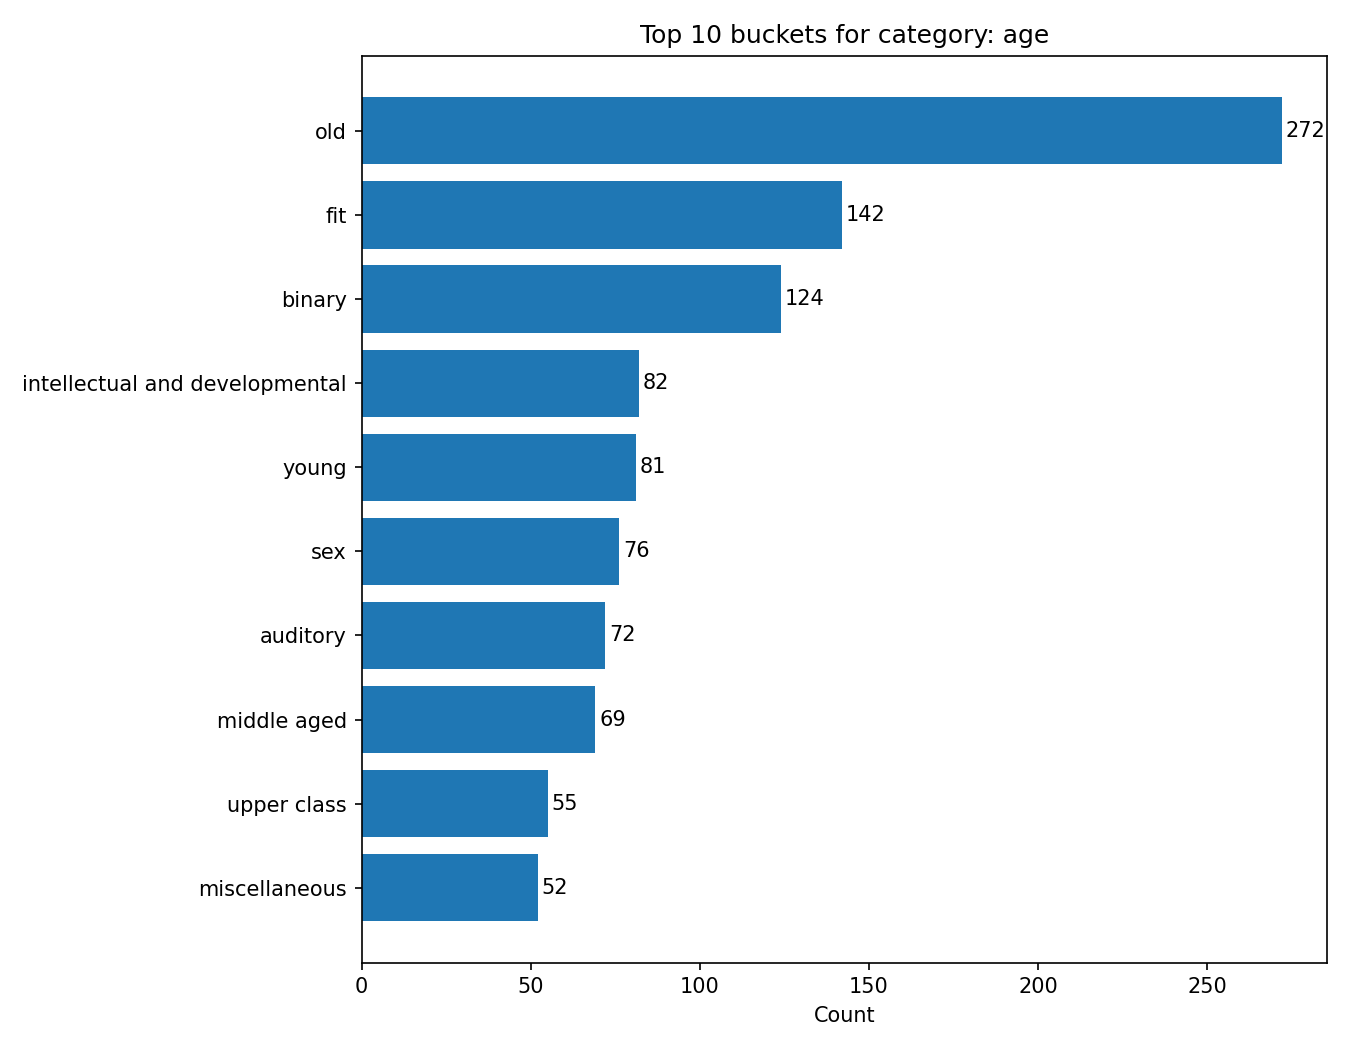 Top 10 buckets for category: age
old 272
fit 142
binary 124
intellectual and developmental 82
young 81
sex 76
auditory 72
middle aged 69
upper class 55
miscellaneous 52
0 50 100 150 200 250
Count